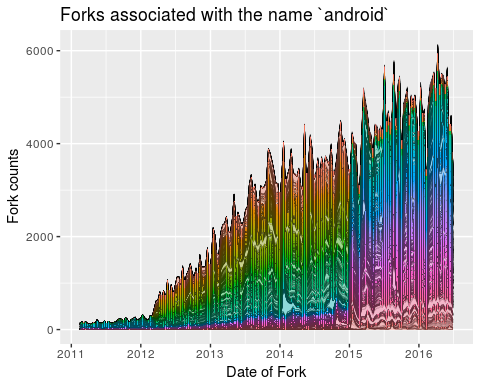 Forks associated with the name `android`
6000
4000
2000
0
Fork counts
2011 2012 2013 2014 2015 2016
Date of Fork